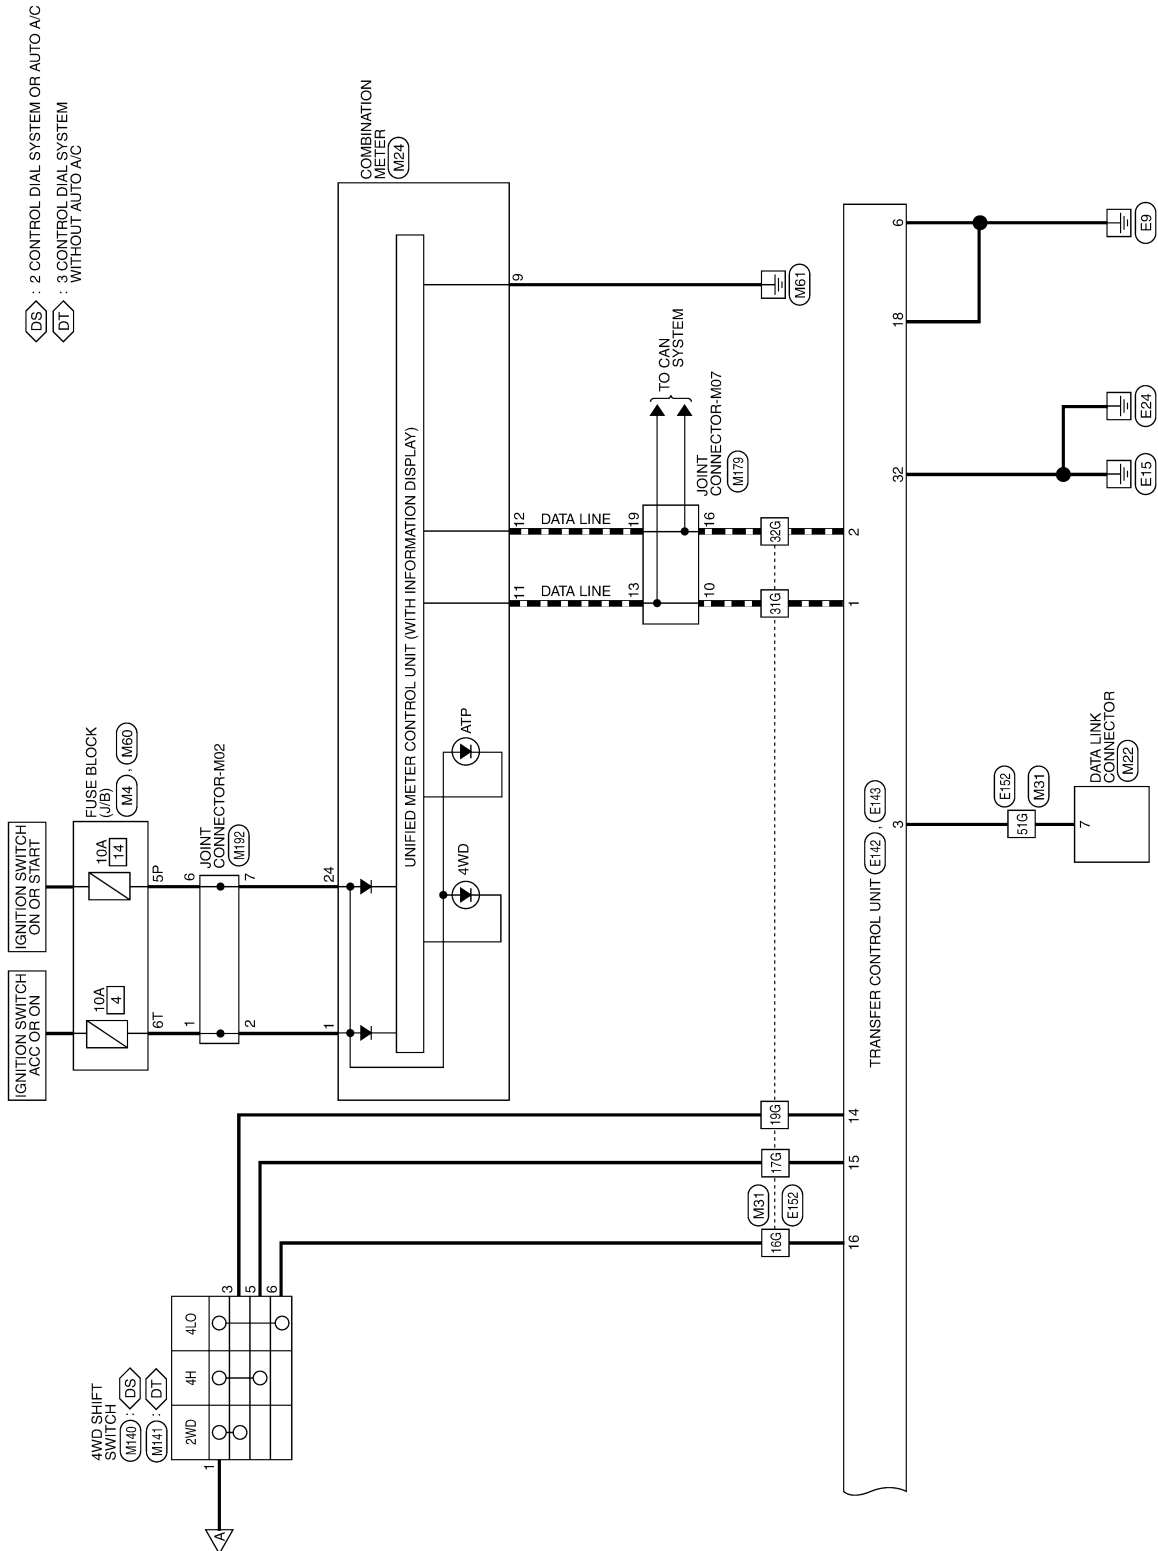 DS : 2 CONTROL DIAL SYSTEM OR AUTO A/C
DT : 3 CONTROL DIAL SYSTEM
WITHOUT AUTO A/C
IGNITION SWITCH
ACC OR ON
IGNITION SWITCH
ON OR START
FUSE BLOCK
(J/B)
M4 , M60
10A
4
10A
14
6T
5P
1
6
JOINT
CONNECTOR-M02
M192
2
7
1
24
COMBINATION
METER
M24
UNIFIED METER CONTROL UNIT (WITH INFORMATION DISPLAY)
4WD
ATP
11
12
9
DATA LINE
DATA LINE
13
19
TO CAN
SYSTEM
JOINT
CONNECTOR-M07
M179
10
16
M61
4WD SHIFT
SWITCH
M140 : DS
M141 : DT
2WD
4H
4LO
1
3
5
6
A
M31
E152
16G
17G
19G
31G
32G
16
15
14
1
2
TRANSFER CONTROL UNIT E142 , E143
3
32
18
6
51G
E152
M31
7
DATA LINK
CONNECTOR
M22
E15
E24
E9